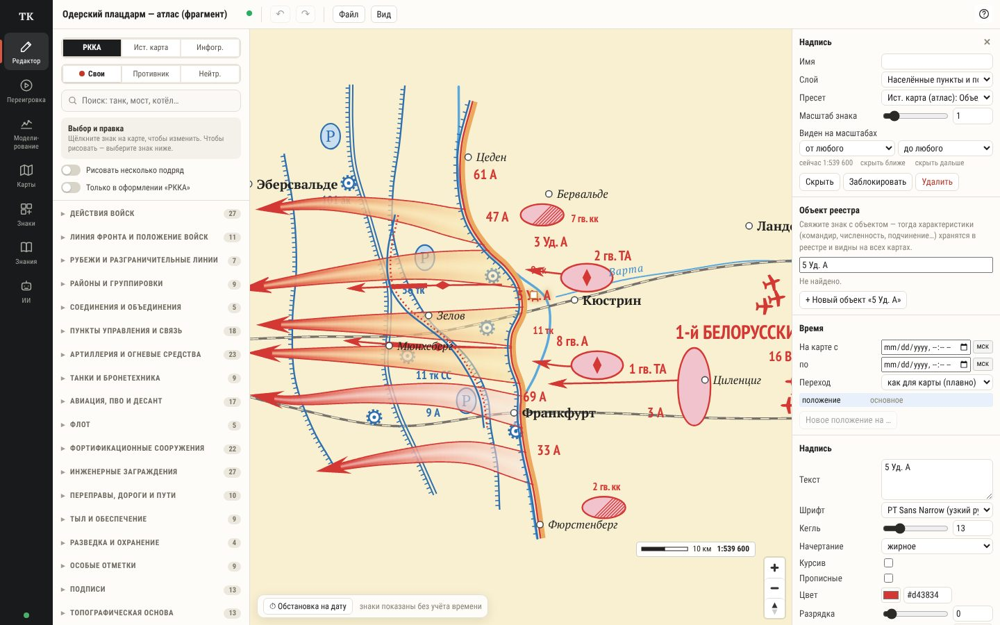 ТК
Редактор
Переигровка
Модели-
рование
Карты
Знаки
Знания
ИИ
Одерский плацдарм — атлас (фрагмент)
Файл
Вид
РККА
Ист. карта
Инфогр.
Свои
Противник
Нейтр.
Поиск: танк, мост, котёл…
Выбор и правка
Щёлкните знак на карте, чтобы изменить. Чтобы
рисовать — выберите знак ниже.
Рисовать несколько подряд
Только в оформлении «РККА»
ДЕЙСТВИЯ ВОЙСК 27
ЛИНИЯ ФРОНТА И ПОЛОЖЕНИЕ ВОЙСК 11
РУБЕЖИ И РАЗГРАНИЧИТЕЛЬНЫЕ ЛИНИИ 7
РАЙОНЫ И ГРУППИРОВКИ 9
СОЕДИНЕНИЯ И ОБЪЕДИНЕНИЯ 5
ПУНКТЫ УПРАВЛЕНИЯ И СВЯЗЬ 18
АРТИЛЛЕРИЯ И ОГНЕВЫЕ СРЕДСТВА 23
ТАНКИ И БРОНЕТЕХНИКА 9
АВИАЦИЯ, ПВО И ДЕСАНТ 17
ФЛОТ 5
ФОРТИФИКАЦИОННЫЕ СООРУЖЕНИЯ 22
ИНЖЕНЕРНЫЕ ЗАГРАЖДЕНИЯ 27
ПЕРЕПРАВЫ, ДОРОГИ И ПУТИ 10
ТЫЛ И ОБЕСПЕЧЕНИЕ 9
РАЗВЕДКА И ОХРАНЕНИЕ 4
ОСОБЫЕ ОТМЕТКИ 9
ПОДПИСИ 13
ТОПОГРАФИЧЕСКАЯ ОСНОВА 13
Р
Цеден
61 А
Эберсвальде
101 ак
Бервальде
47 А
7 гв. кк
Ландс
3 Уд. А
2 гв. ТА
Р
Варта
56 тк
5 Уд. А
Кюстрин
Зелов
11 тк
1-й БЕЛОРУССКИ
Мюнхеберг
8 гв. А
16 В
11 тк СС
1 гв. ТА
Циленциг
69 А
Р
9 А
Франкфурт
3 А
33 А
2 гв. кк
Фюрстенберг
10 км 1:539 600
Обстановка на дату
знаки показаны без учёта времени
Надпись
Имя
Слой Населённые пункты и по
Пресет Ист. карта (атлас): Объе
Масштаб знака 1
Виден на масштабах
от любого
до любого
сейчас 1:539 600 скрыть ближе скрыть дальше
Скрыть
Заблокировать
Удалить
Объект реестра
Свяжите знак с объектом — тогда характеристики
(командир, численность, подчинение…) хранятся в
реестре и видны на всех картах.
5 Уд. А
Не найдено.
+ Новый объект «5 Уд. А»
Время
На карте с mm/dd/yyyy, --:-- -- МСК
по mm/dd/yyyy, --:-- -- МСК
Переход как для карты (плавно)
положение основное
Новое положение на …
Надпись
Текст 5 Уд. А
Шрифт PT Sans Narrow (узкий ру
Кегль 13
Начертание жирное
Курсив
Прописные
Цвет #d43834
Разрядка 0